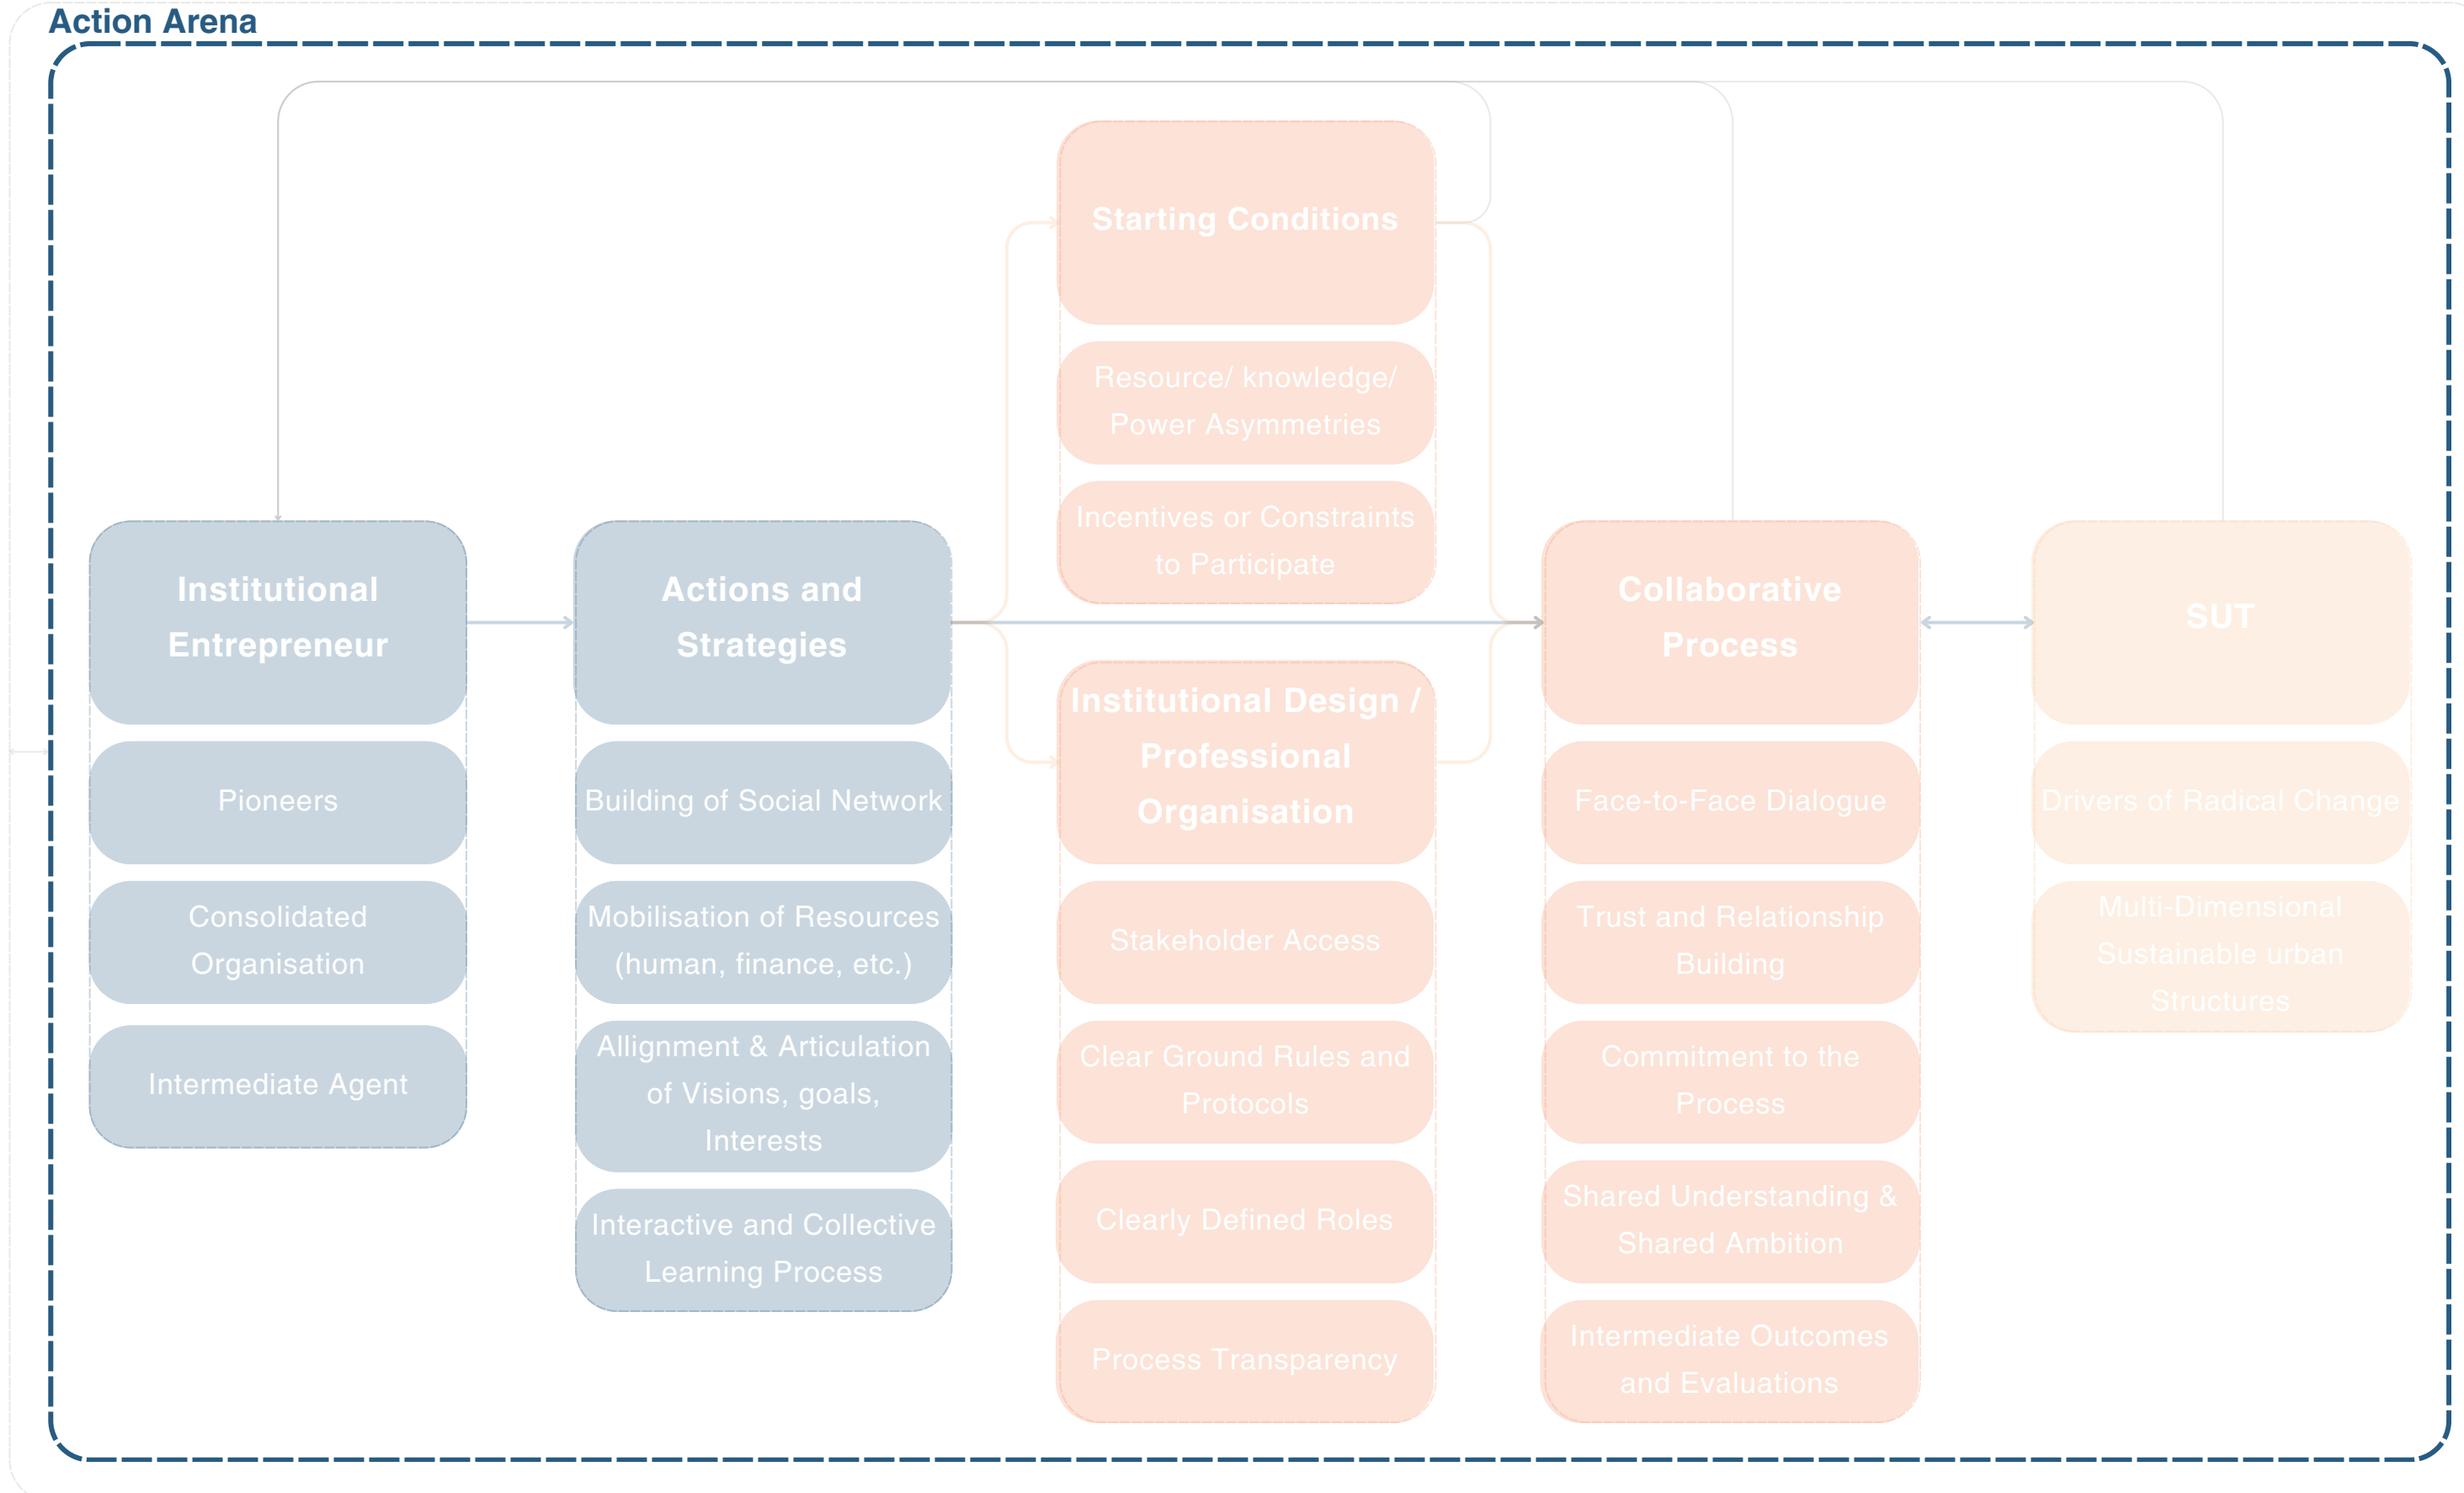 Action Arena
Institutional
Entrepreneur
Pioneers
Consolidated
Organisation
Intermediate Agent
Actions and
Strategies
Building of Social Network
Mobilisation of Resources
(human, finance, etc.)
Allignment & Articulation
of Visions, goals,
Interests
Interactive and Collective
Learning Process
Starting Conditions
Resource/ knowledge/
Power Asymmetries
Incentives or Constraints
to Participate
Institutional Design /
Professional
Organisation
Stakeholder Access
Clear Ground Rules and
Protocols
Clearly Defined Roles
Process Transparency
Collaborative
Process
Face-to-Face Dialogue
Trust and Relationship
Building
Commitment to the
Process
Shared Understanding &
Shared Ambition
Intermediate Outcomes
and Evaluations
SUT
Drivers of Radical Change
Multi-Dimensional
Sustainable urban
Structures